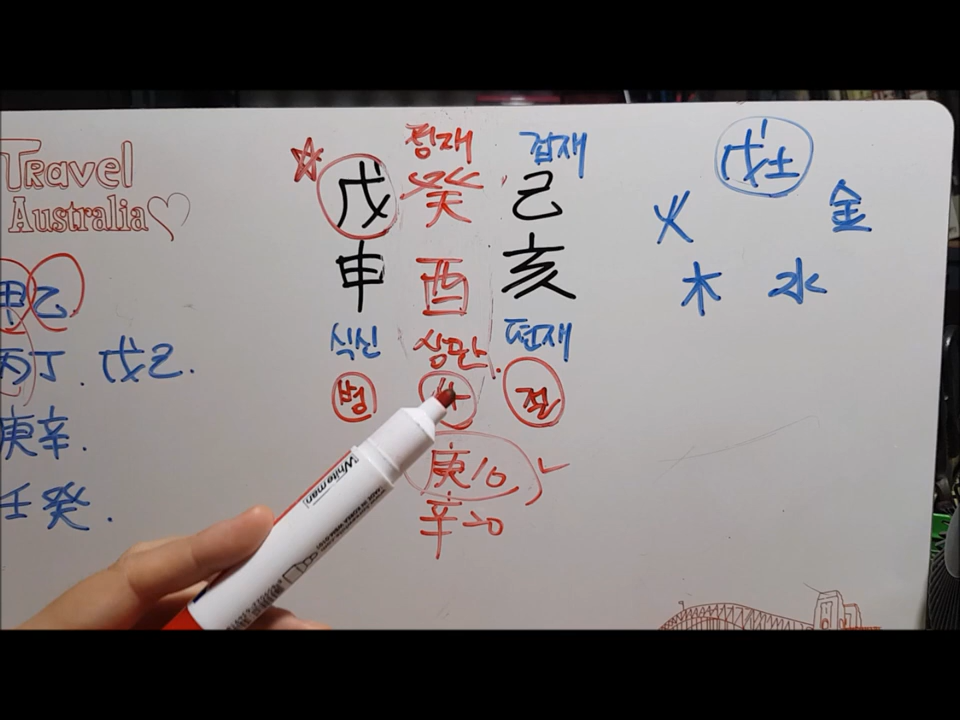 Travel
Australia
정재 겁재
戊 癸 己
申 酉 亥
식신 상관 편재
병 절
庚10
辛20
甲乙
丙丁. 戊己.
庚辛.
壬癸.
戊土
火 金
木 水
Whiteman